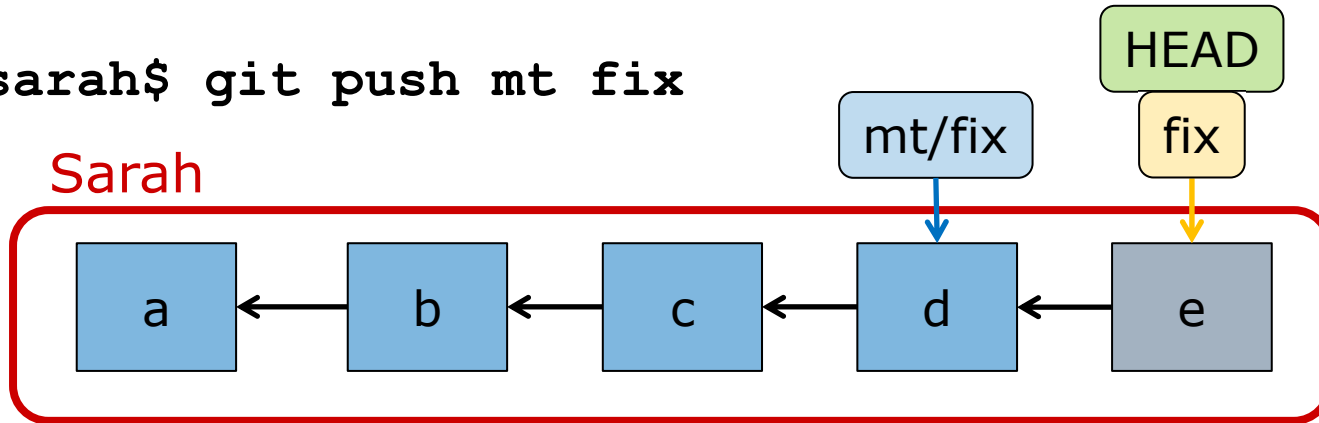 HEAD
sarah$ git push mt fix
mt/fix
fix
Sarah
a
b
c
d
e